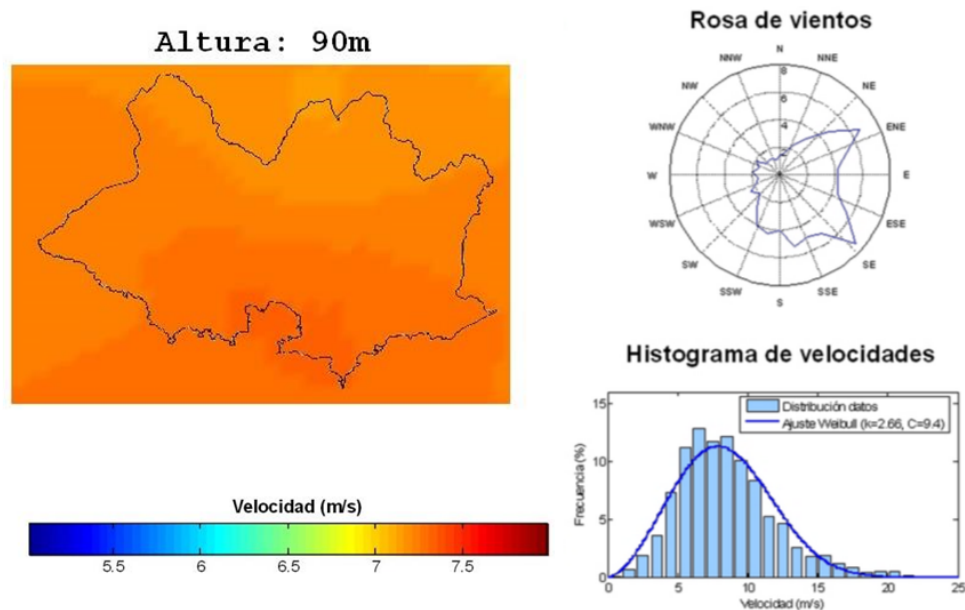 Altura: 90m
Velocidad (m/s)
5.5 6 6.5 7 7.5
Rosa de vientos
N
NNE
NE
ENE
E
ESE
SE
SSE
S
SSW
SW
WSW
W
WNW
NW
NNW
8
6
4
2
Histograma de velocidades
Distribución datos
Ajuste Weibull (k=2.66, C=9.4)
Frecuencia (%)
15
10
5
0
0 5 10 15 20 25
Velocidad (m/s)